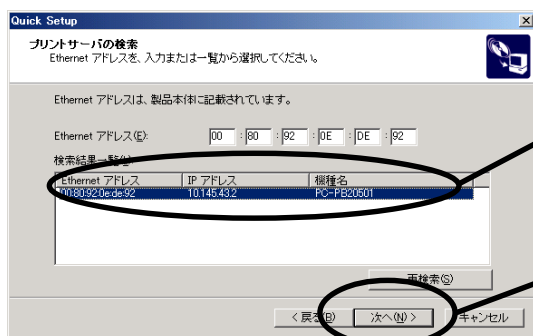 Quick Setup
プリントサーバの検索
Ethernet アドレスを、入力または一覧から選択してください。
Ethernet アドレスは、製品本体に記載されています。
Ethernet アドレス(E): 00 : 80 : 92 : 0E : DE : 92
検索結果一覧(L):
Ethernet アドレス IP アドレス 機種名
00:80:92:0e:de:92 10.145.43.2 PC-PB20501
再検索(S)
< 戻る(B) 次へ(N) > キャンセル